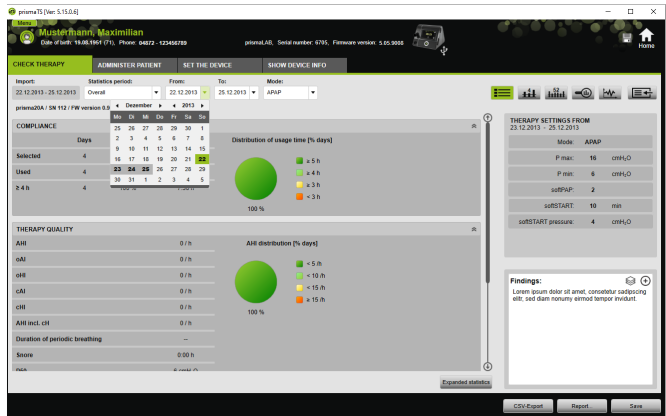 prismaTS [Ver: 5.15.0.6]
Menu
Mustermann, Maximilian
Date of birth: 19.08.1951 (71), Phone: 04872 - 123456789
prismaLAB, Serial number: 6705, Firmware version: 5.05.9000
Home
CHECK THERAPY ADMINISTER PATIENT SET THE DEVICE SHOW DEVICE INFO
Import: Statistics period: From: To: Mode:
22.12.2013 - 25.12.2013 Overall 22.12.2013 25.12.2013 APAP
prisma20A / SN 112 / FW version 0.9
Dezember 2013
Mo Di Mi Do Fr Sa So
25 26 27 28 29 30 1
2 3 4 5 6 7 8
9 10 11 12 13 14 15
16 17 18 19 20 21 22
23 24 25 26 27 28 29
30 31 1 2 3 4 5
COMPLIANCE
Days
Selected 4
Used 4
≥ 4 h 4 100 %
Distribution of usage time [% days]
≥ 5 h
≥ 4 h
≥ 3 h
< 3 h
100 %
THERAPY QUALITY
AHI 0 / h
oAI 0 / h
oHI 0 / h
cAI 0 / h
cHI 0 / h
AHI incl. cH 0 / h
Duration of periodic breathing --
Snore 0:00 h
AHI distribution [% days]
< 5 /h
< 10 /h
< 15 /h
≥ 15 /h
100 %
Expanded statistics
THERAPY SETTINGS FROM
23.12.2013 - 25.12.2013
Mode: APAP
P max: 16 cmH₂O
P min: 6 cmH₂O
softPAP: 2
softSTART: 10 min
softSTART pressure: 4 cmH₂O
Findings:
Lorem ipsum dolor sit amet, consetetur sadipscing
elitr, sed diam nonumy eirmod tempor invidunt
CSV-Export Report Save